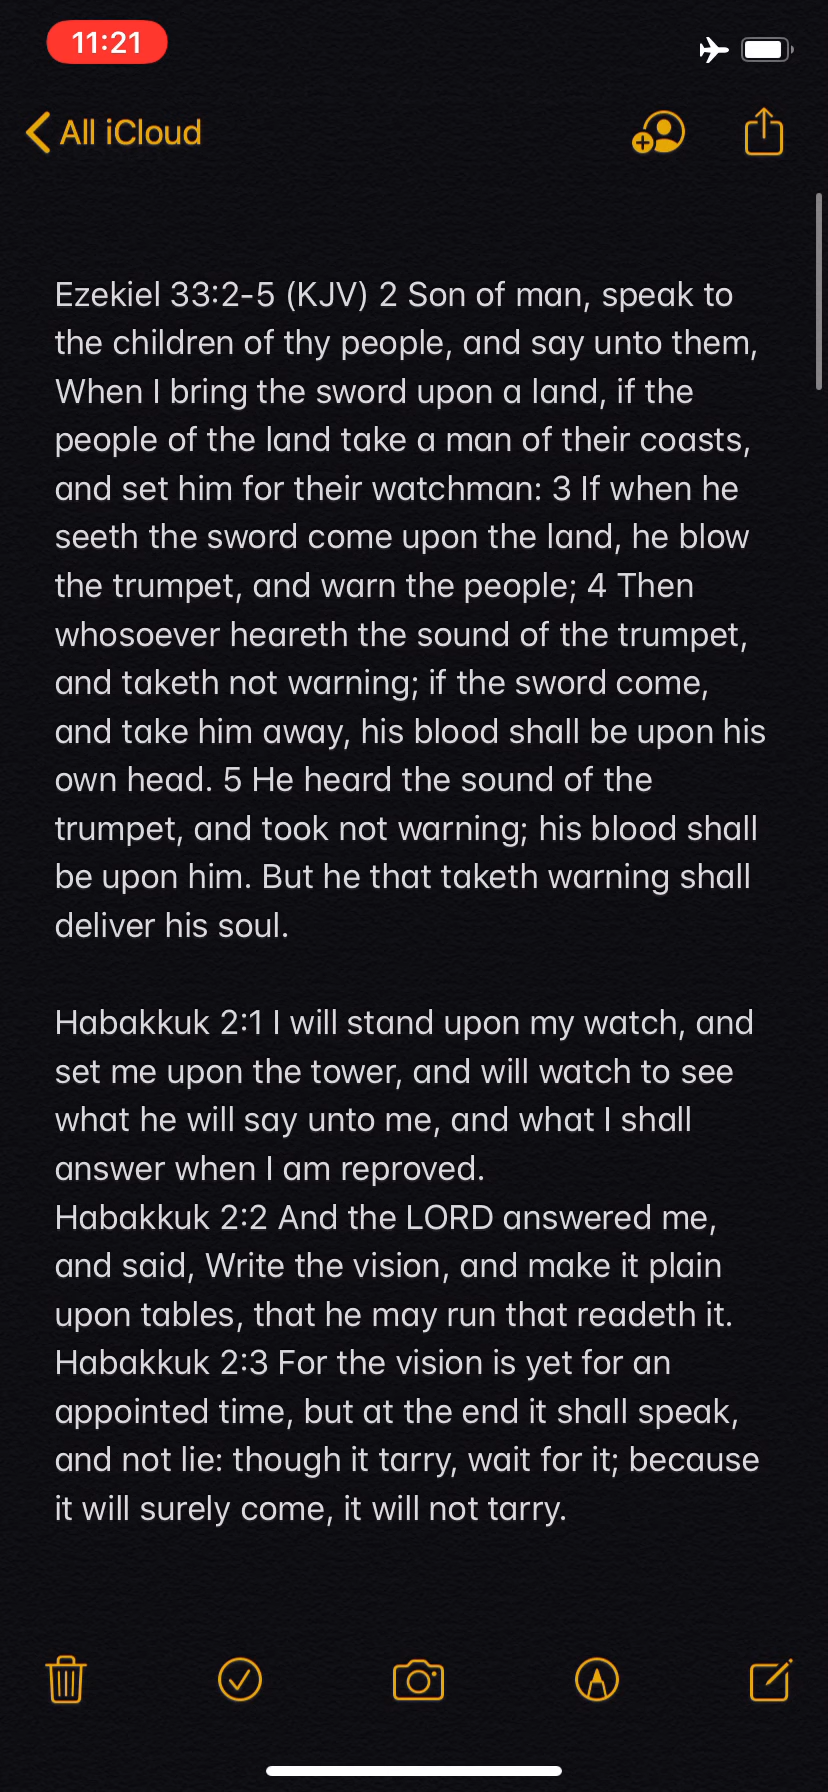 11:21
All iCloud
Ezekiel 33:2-5 (KJV) 2 Son of man, speak to
the children of thy people, and say unto them,
When I bring the sword upon a land, if the
people of the land take a man of their coasts,
and set him for their watchman: 3 If when he
seeth the sword come upon the land, he blow
the trumpet, and warn the people; 4 Then
whosoever heareth the sound of the trumpet,
and taketh not warning; if the sword come,
and take him away, his blood shall be upon his
own head. 5 He heard the sound of the
trumpet, and took not warning; his blood shall
be upon him. But he that taketh warning shall
deliver his soul.
Habakkuk 2:1 I will stand upon my watch, and
set me upon the tower, and will watch to see
what he will say unto me, and what I shall
answer when I am reproved.
Habakkuk 2:2 And the LORD answered me,
and said, Write the vision, and make it plain
upon tables, that he may run that readeth it.
Habakkuk 2:3 For the vision is yet for an
appointed time, but at the end it shall speak,
and not lie: though it tarry, wait for it; because
it will surely come, it will not tarry.